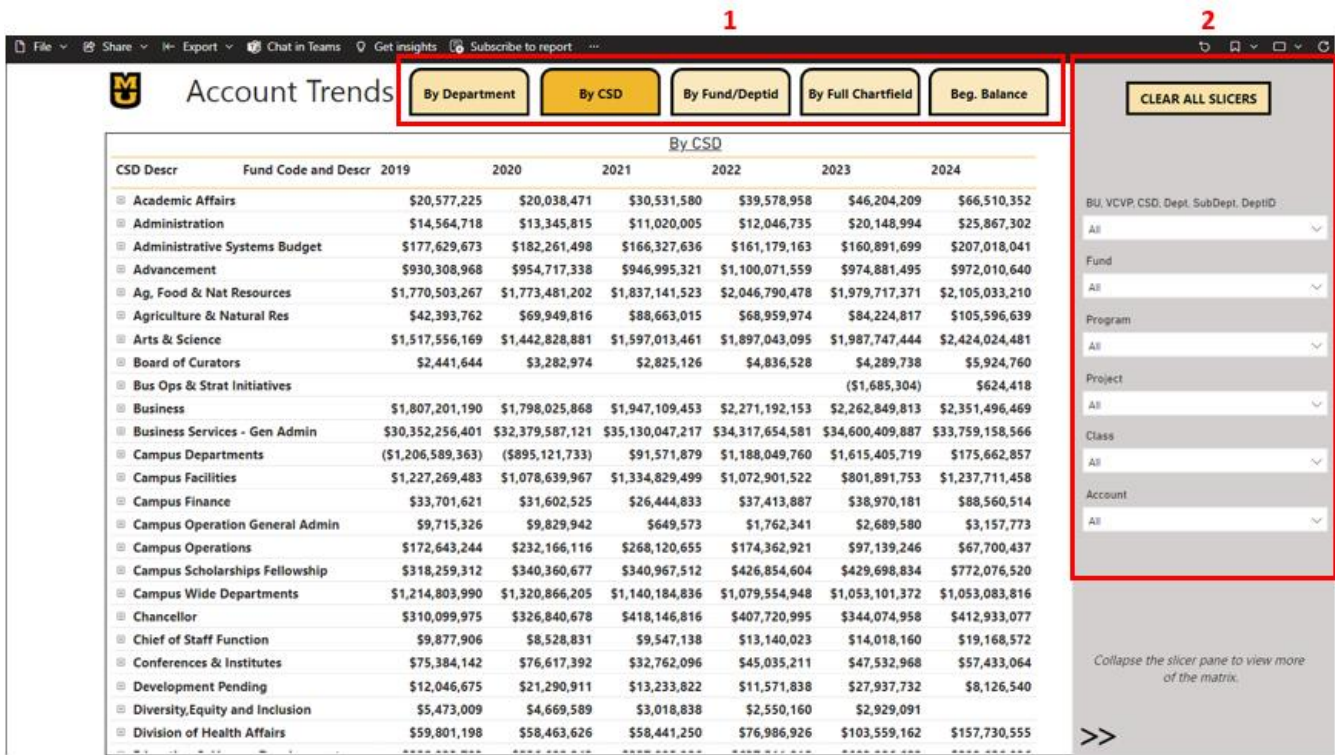 1 2
File Share Export Chat in Teams Get insights Subscribe to report ...
Account Trends By Department By CSD By Fund/Deptid By Full Chartfield Beg. Balance
CLEAR ALL SLICERS
By CSD
CSD Descr Fund Code and Descr 2019 2020 2021 2022 2023 2024
Academic Affairs $20,577,225 $20,038,471 $30,531,580 $39,578,958 $46,204,209 $66,510,352
Administration $14,564,718 $13,345,815 $11,020,005 $12,046,735 $20,148,994 $25,867,302
Administrative Systems Budget $177,629,673 $182,261,498 $166,327,636 $161,179,163 $160,891,699 $207,018,041
Advancement $930,308,968 $954,717,338 $946,995,321 $1,100,071,559 $974,881,495 $972,010,640
Ag, Food & Nat Resources $1,770,503,267 $1,773,481,202 $1,837,141,523 $2,046,790,478 $1,979,717,371 $2,105,033,210
Agriculture & Natural Res $42,393,762 $69,949,816 $88,663,015 $68,959,974 $84,224,817 $105,596,639
Arts & Science $1,517,556,169 $1,442,828,881 $1,597,013,461 $1,897,043,095 $1,987,747,444 $2,424,024,481
Board of Curators $2,441,644 $3,282,974 $2,825,126 $4,836,528 $4,289,738 $5,924,760
Bus Ops & Strat Initiatives ($1,685,304) $624,418
Business $1,807,201,190 $1,798,025,868 $1,947,109,453 $2,271,192,153 $2,262,849,813 $2,351,496,469
Business Services - Gen Admin $30,352,256,401 $32,379,587,121 $35,130,047,217 $34,317,654,581 $34,600,409,887 $33,759,158,566
Campus Departments ($1,206,589,363) ($895,121,733) $91,571,879 $1,188,049,760 $1,615,405,719 $175,662,857
Campus Facilities $1,227,269,483 $1,078,639,967 $1,334,829,499 $1,072,901,522 $801,891,753 $1,237,711,458
Campus Finance $33,701,621 $31,602,525 $26,444,833 $37,413,887 $38,970,181 $88,560,514
Campus Operation General Admin $9,715,326 $9,829,942 $649,573 $1,762,341 $2,689,580 $3,157,773
Campus Operations $172,643,244 $232,166,116 $268,120,655 $174,362,921 $97,139,246 $67,700,437
Campus Scholarships Fellowship $318,259,312 $340,360,677 $340,967,512 $426,854,604 $429,698,834 $772,076,520
Campus Wide Departments $1,214,803,990 $1,320,866,205 $1,140,184,836 $1,079,554,948 $1,053,101,372 $1,053,083,816
Chancellor $310,099,975 $326,840,678 $418,146,816 $407,720,995 $344,074,958 $412,933,077
Chief of Staff Function $9,877,906 $8,528,831 $9,547,138 $13,140,023 $14,018,160 $19,168,572
Conferences & Institutes $75,384,142 $76,617,392 $32,762,096 $45,035,211 $47,532,968 $57,433,064
Development Pending $12,046,675 $21,290,911 $13,233,822 $11,571,838 $27,937,732 $8,126,540
Diversity,Equity and Inclusion $5,473,009 $4,669,589 $3,018,838 $2,550,160 $2,929,091
Division of Health Affairs $59,801,198 $58,463,626 $58,441,250 $76,986,926 $103,559,162 $157,730,555
BU, VCVP, CSD, Dept, SubDept, DeptID
All
Fund
All
Program
All
Project
All
Class
All
Account
All
Collapse the slicer pane to view more
of the matrix.
>>